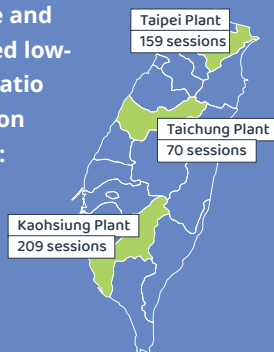 e and
ed low-
atio
on
:
Taipei Plant
159 sessions
Taichung Plant
70 sessions
Kaohsiung Plant
209 sessions